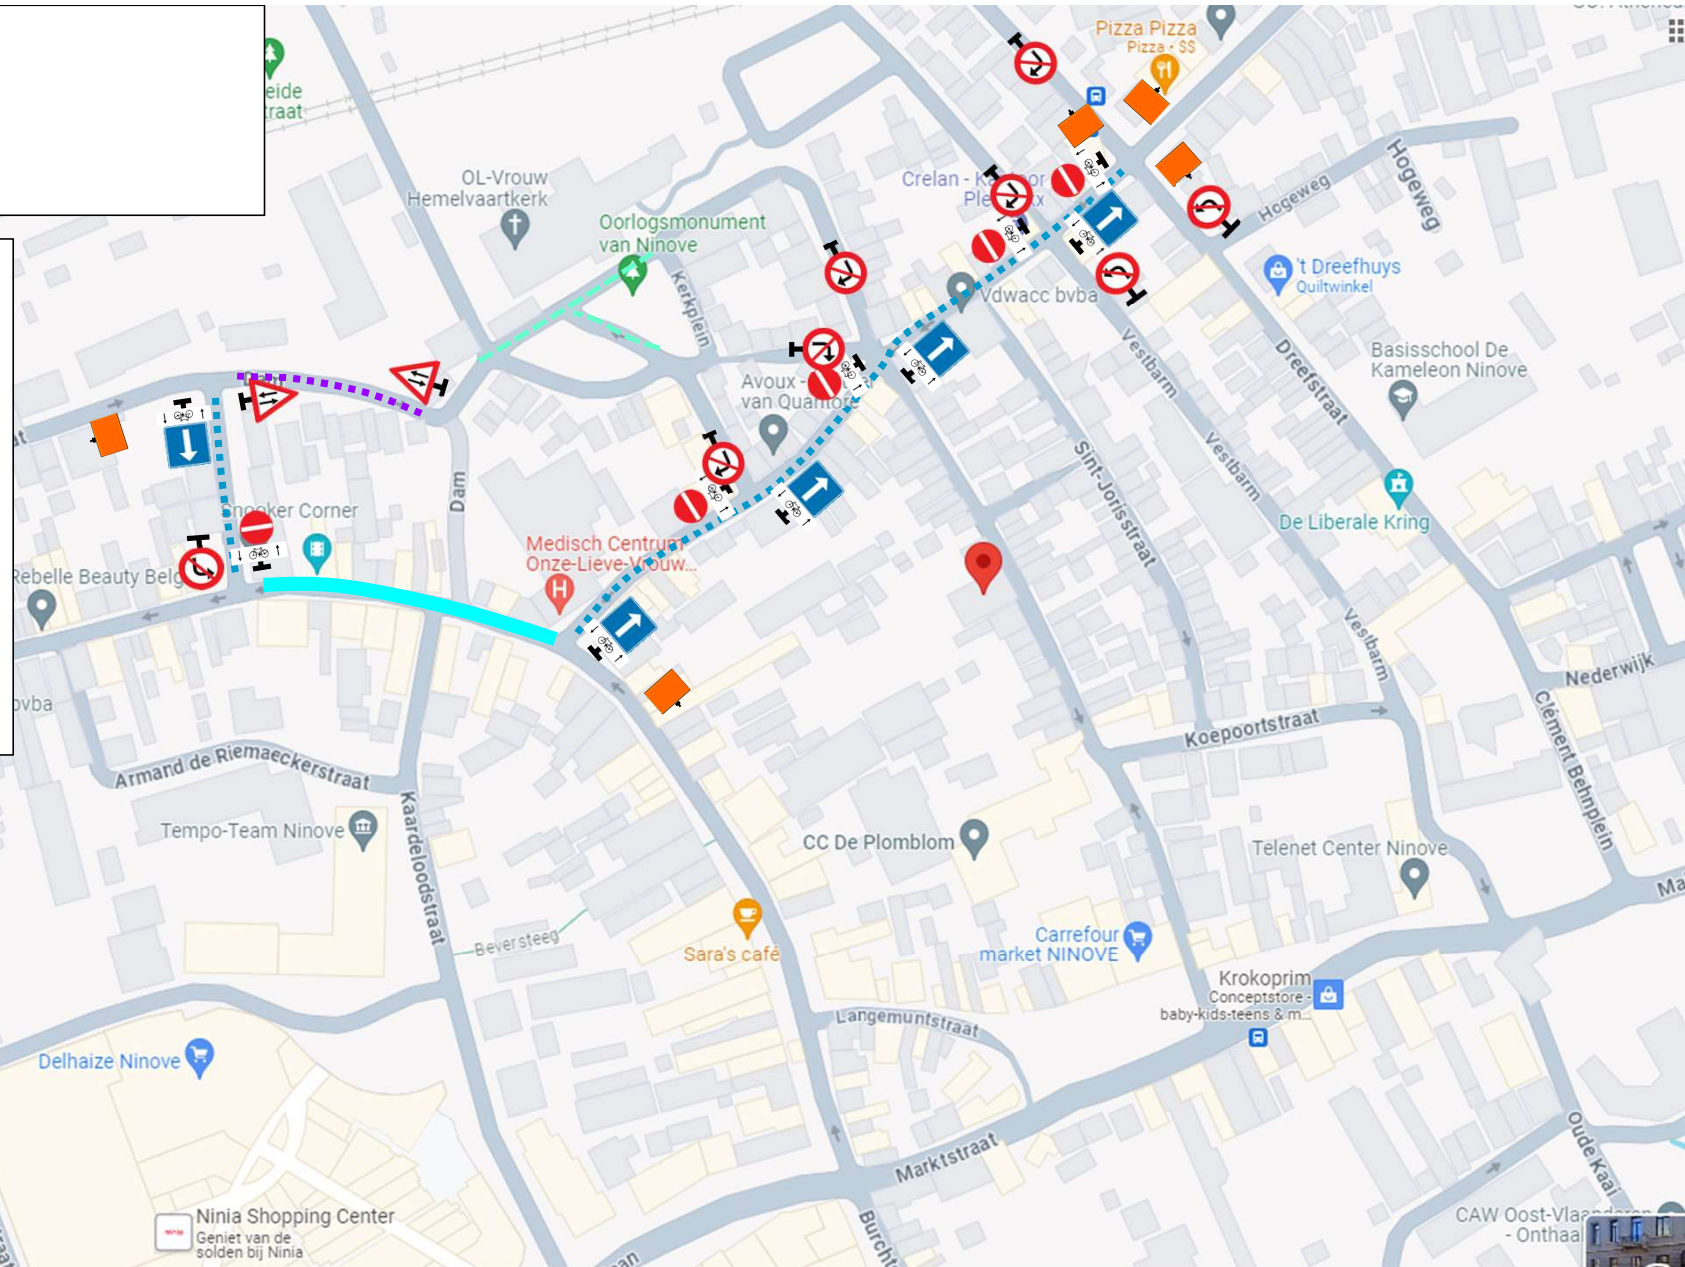 Pizza Pizza
Pizza · $$
eide
traat
OL-Vrouw
Hemelvaartkerk
Crelan - Ka
Ple
Oorlogsmonument
van Ninove
Kerkplein
Hogeweg
Hogeweg
't Dreefhuys
Quiltwinkel
Vdwacc bvba
Vestbarm
Dreefstraat
Basisschool De
Kameleon Ninove
Avoux -
van Quantore
Dam
Vestbarm
Sint-Jorisstraat
Snooker Corner
De Liberale Kring
Medisch Centrum
Onze-Lieve-Vrouw...
Rebelle Beauty Belg
Vestbarm
Nederwijk
bvba
Koepoortstraat
Clément Behnplein
Armand de Riemaeckerstraat
Kaardeloodstraat
Tempo-Team Ninove
CC De Plomblom
Telenet Center Ninove
Ma
Beversteeg
Sara's café
Carrefour
market NINOVE
Krokoprim
Conceptstore -
baby-kids-teens & m...
Langemuntstraat
Delhaize Ninove
Marktstraat
Oude Kaai
Ninia Shopping Center
Geniet van de
solden bij Ninia
Burcht
CAW Oost-Vlaanderen
- Onthaal